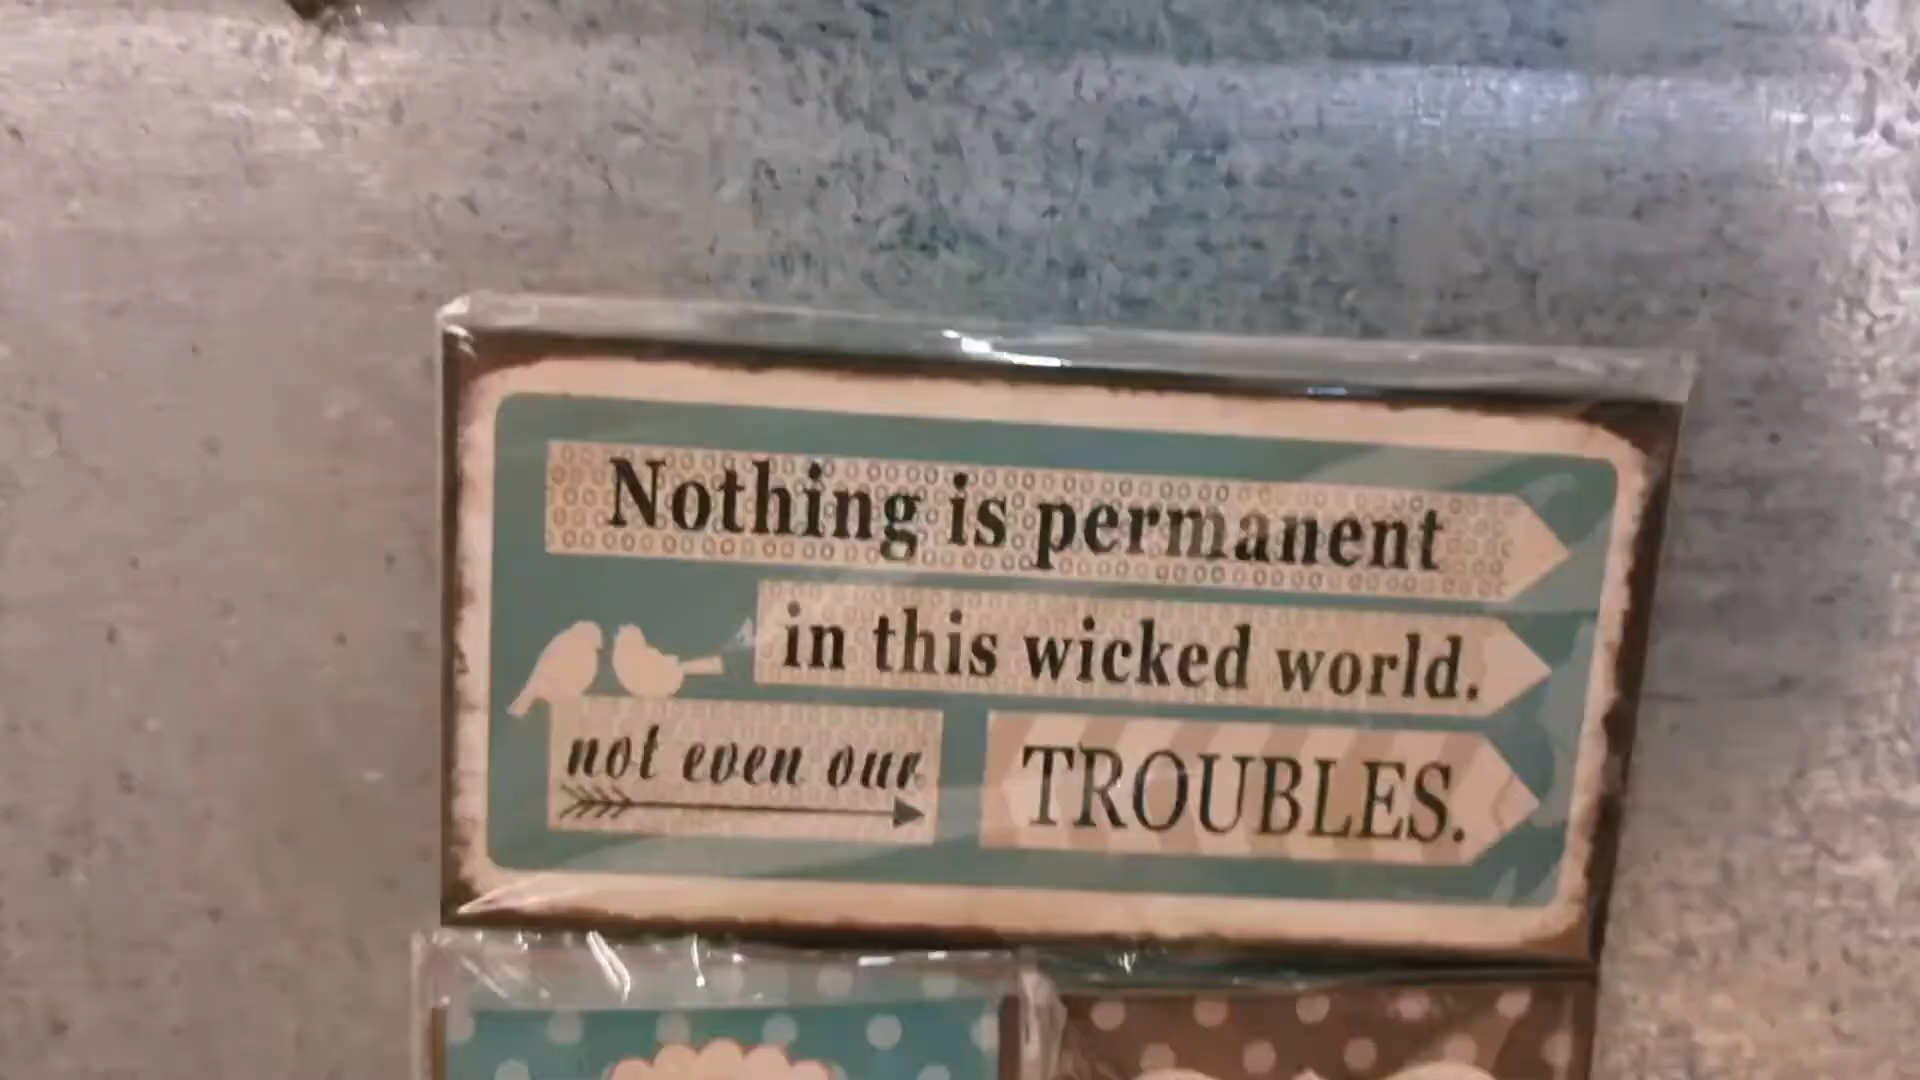 Nothing is permanent
in this wicked world.
not even our
TROUBLES.